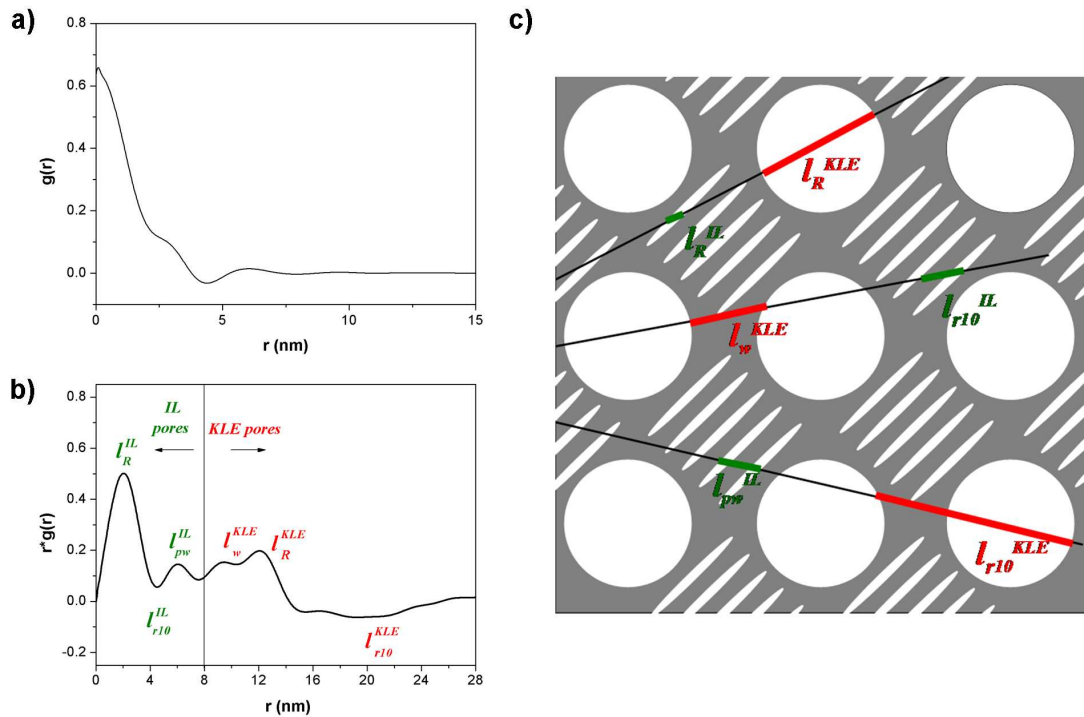 a)
0.8
0.6
0.4
0.2
0.0
g(r)
0
5
10
15
r (nm)
b)
0.8
0.6
0.4
0.2
0.0
-0.2
r*g(r)
IL
pores
KLE pores
l_R^IL
l_pw^IL
l_r10^IL
l_w^KLE
l_R^KLE
l_r10^KLE
0
4
8
12
16
20
24
28
r (nm)
c)
l_R^KLE
l_R^IL
l_r10^IL
l_w^KLE
l_pw^IL
l_r10^KLE